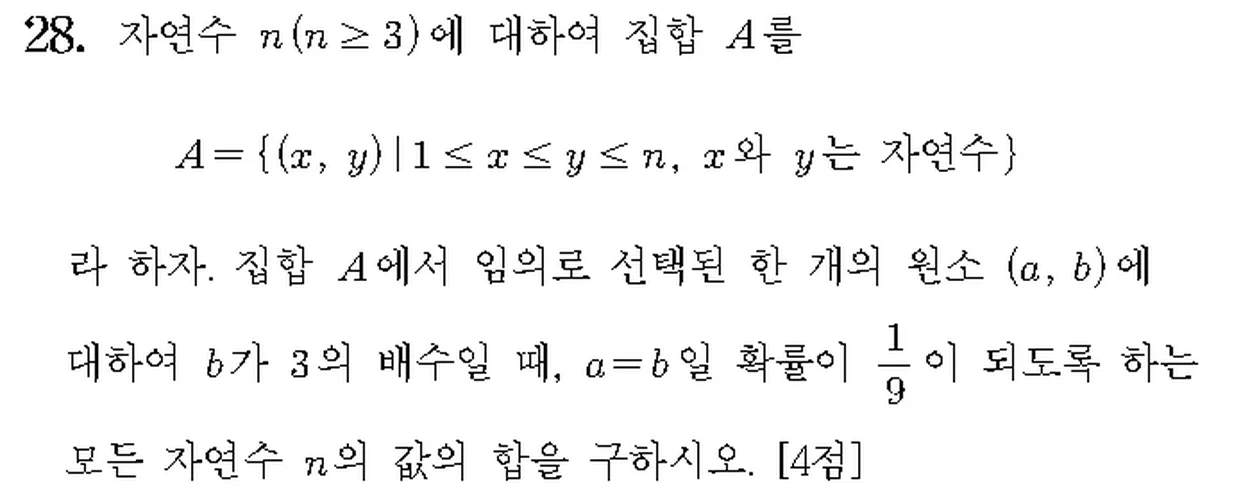 28. 자연수 n(n ≥ 3)에 대하여 집합 A를
A = {(x, y) | 1 ≤ x ≤ y ≤ n, x와 y는 자연수}
라 하자. 집합 A에서 임의로 선택된 한 개의 원소 (a, b)에
대하여 b가 3의 배수일 때, a = b일 확률이 1/9이 되도록 하는
모든 자연수 n의 값의 합을 구하시오. [4점]